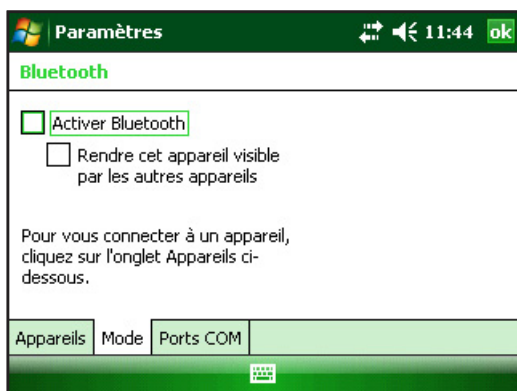 Paramètres 11:44 ok
Bluetooth
Activer Bluetooth
Rendre cet appareil visible
par les autres appareils
Pour vous connecter à un appareil,
cliquez sur l'onglet Appareils ci-
dessous.
Appareils Mode Ports COM